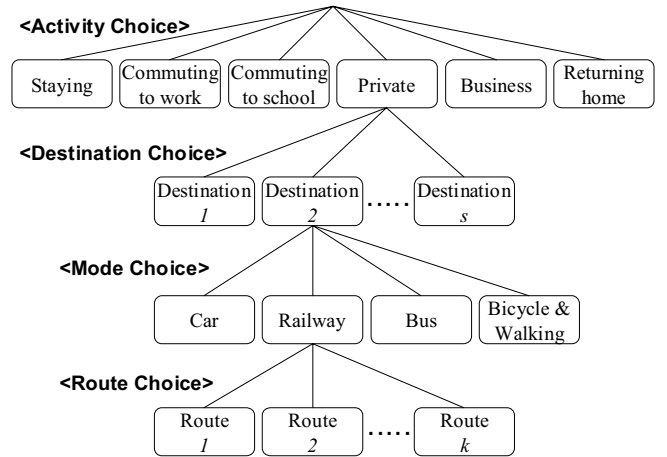 <Activity Choice>
Staying
Commuting
to work
Commuting
to school
Private
Business
Returning
home
<Destination Choice>
Destination
1
Destination
2
.....
Destination
s
<Mode Choice>
Car
Railway
Bus
Bicycle &
Walking
<Route Choice>
Route
1
Route
2
.....
Route
k